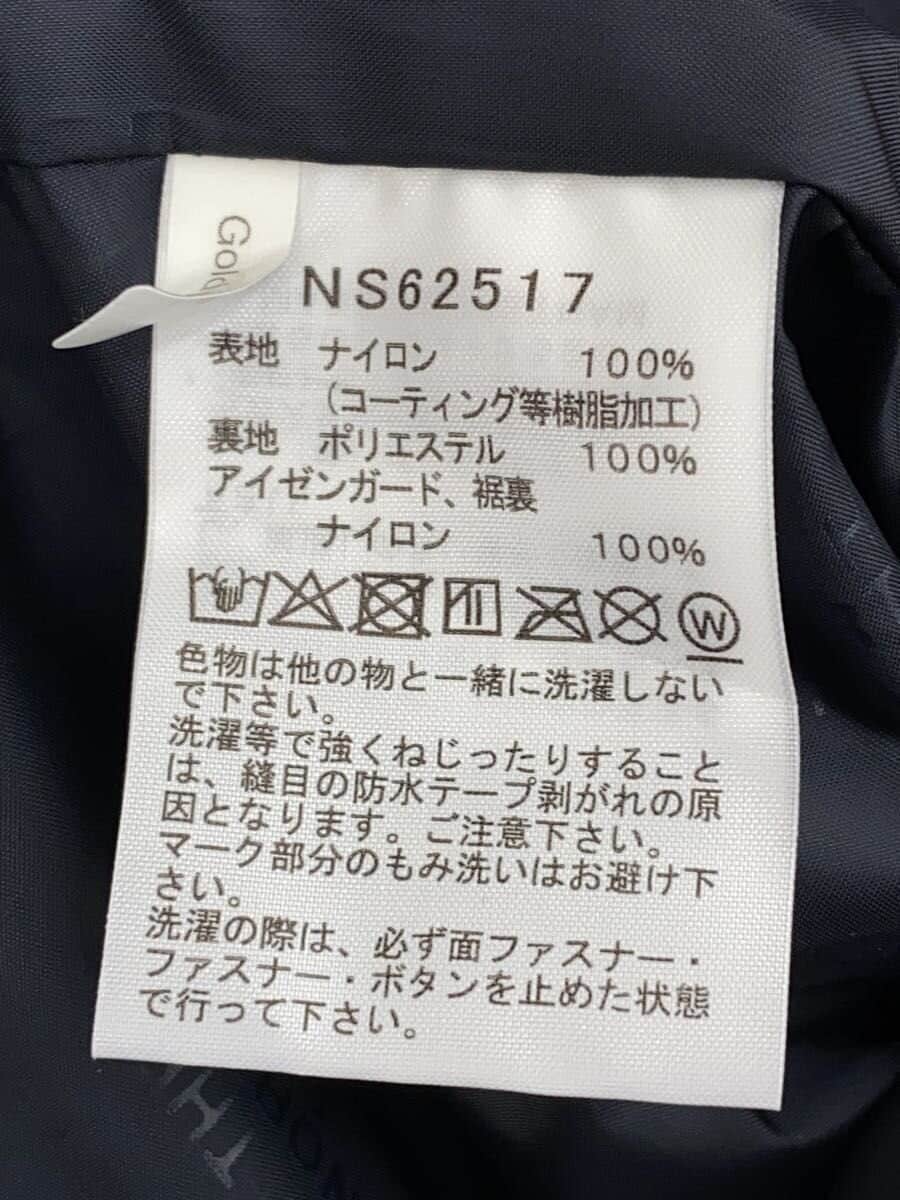 Gold
NS62517
表地 ナイロン 100%
(コーティング等樹脂加工)
裏地 ポリエステル 100%
アイゼンガード、裾裏
ナイロン 100%
W
色物は他の物と一緒に洗濯しない
で下さい。
洗濯等で強くねじったりすること
は、縫目の防水テープ剥がれの原
因となります。ご注意下さい。
マーク部分のもみ洗いはお避け下
さい。
洗濯の際は、必ず面ファスナー・
ファスナー・ボタンを止めた状態
で行って下さい。
TH